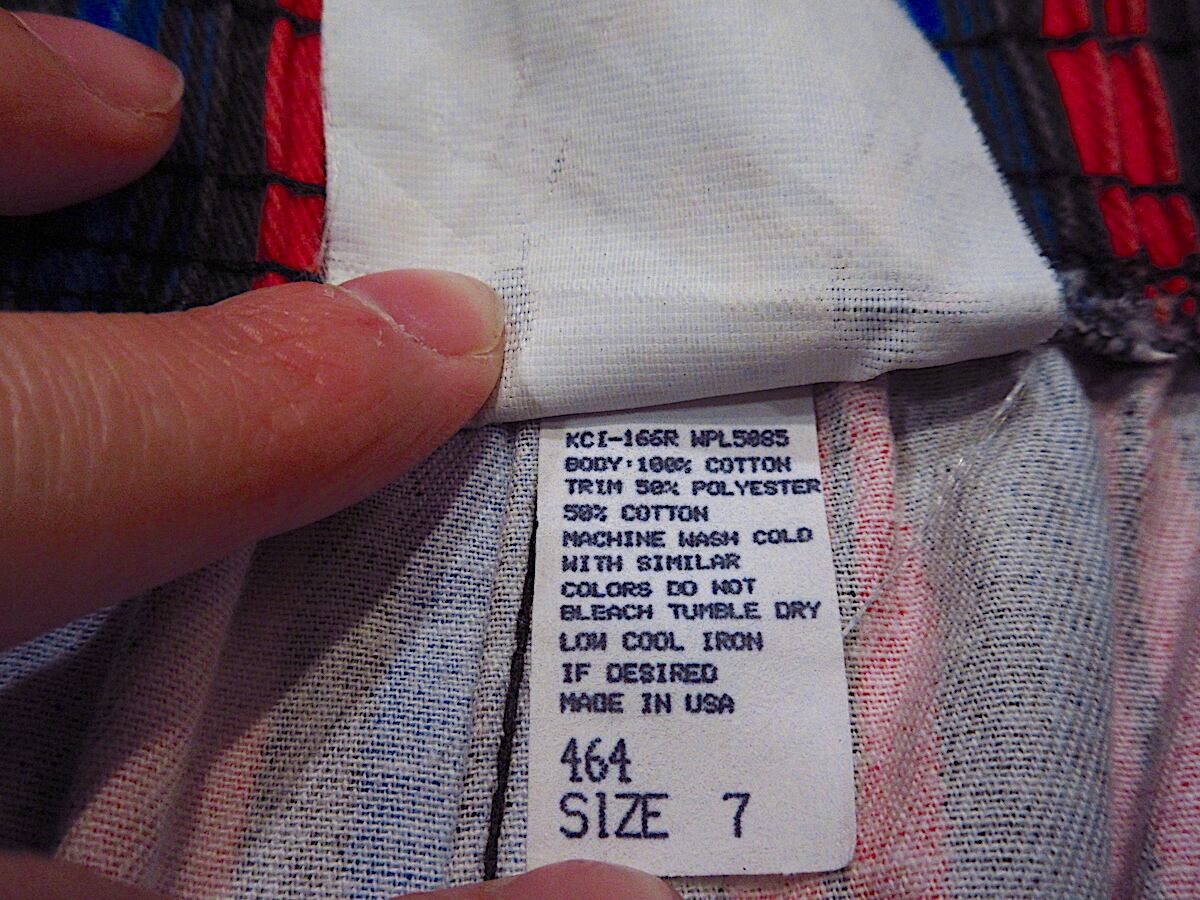 KCI-166R WPL5085
BODY: 100% COTTON
TRIM 50% POLYESTER
50% COTTON
MACHINE WASH COLD
WITH SIMILAR
COLORS DO NOT
BLEACH TUMBLE DRY
LOW COOL IRON
IF DESIRED
MADE IN USA
464
SIZE 7